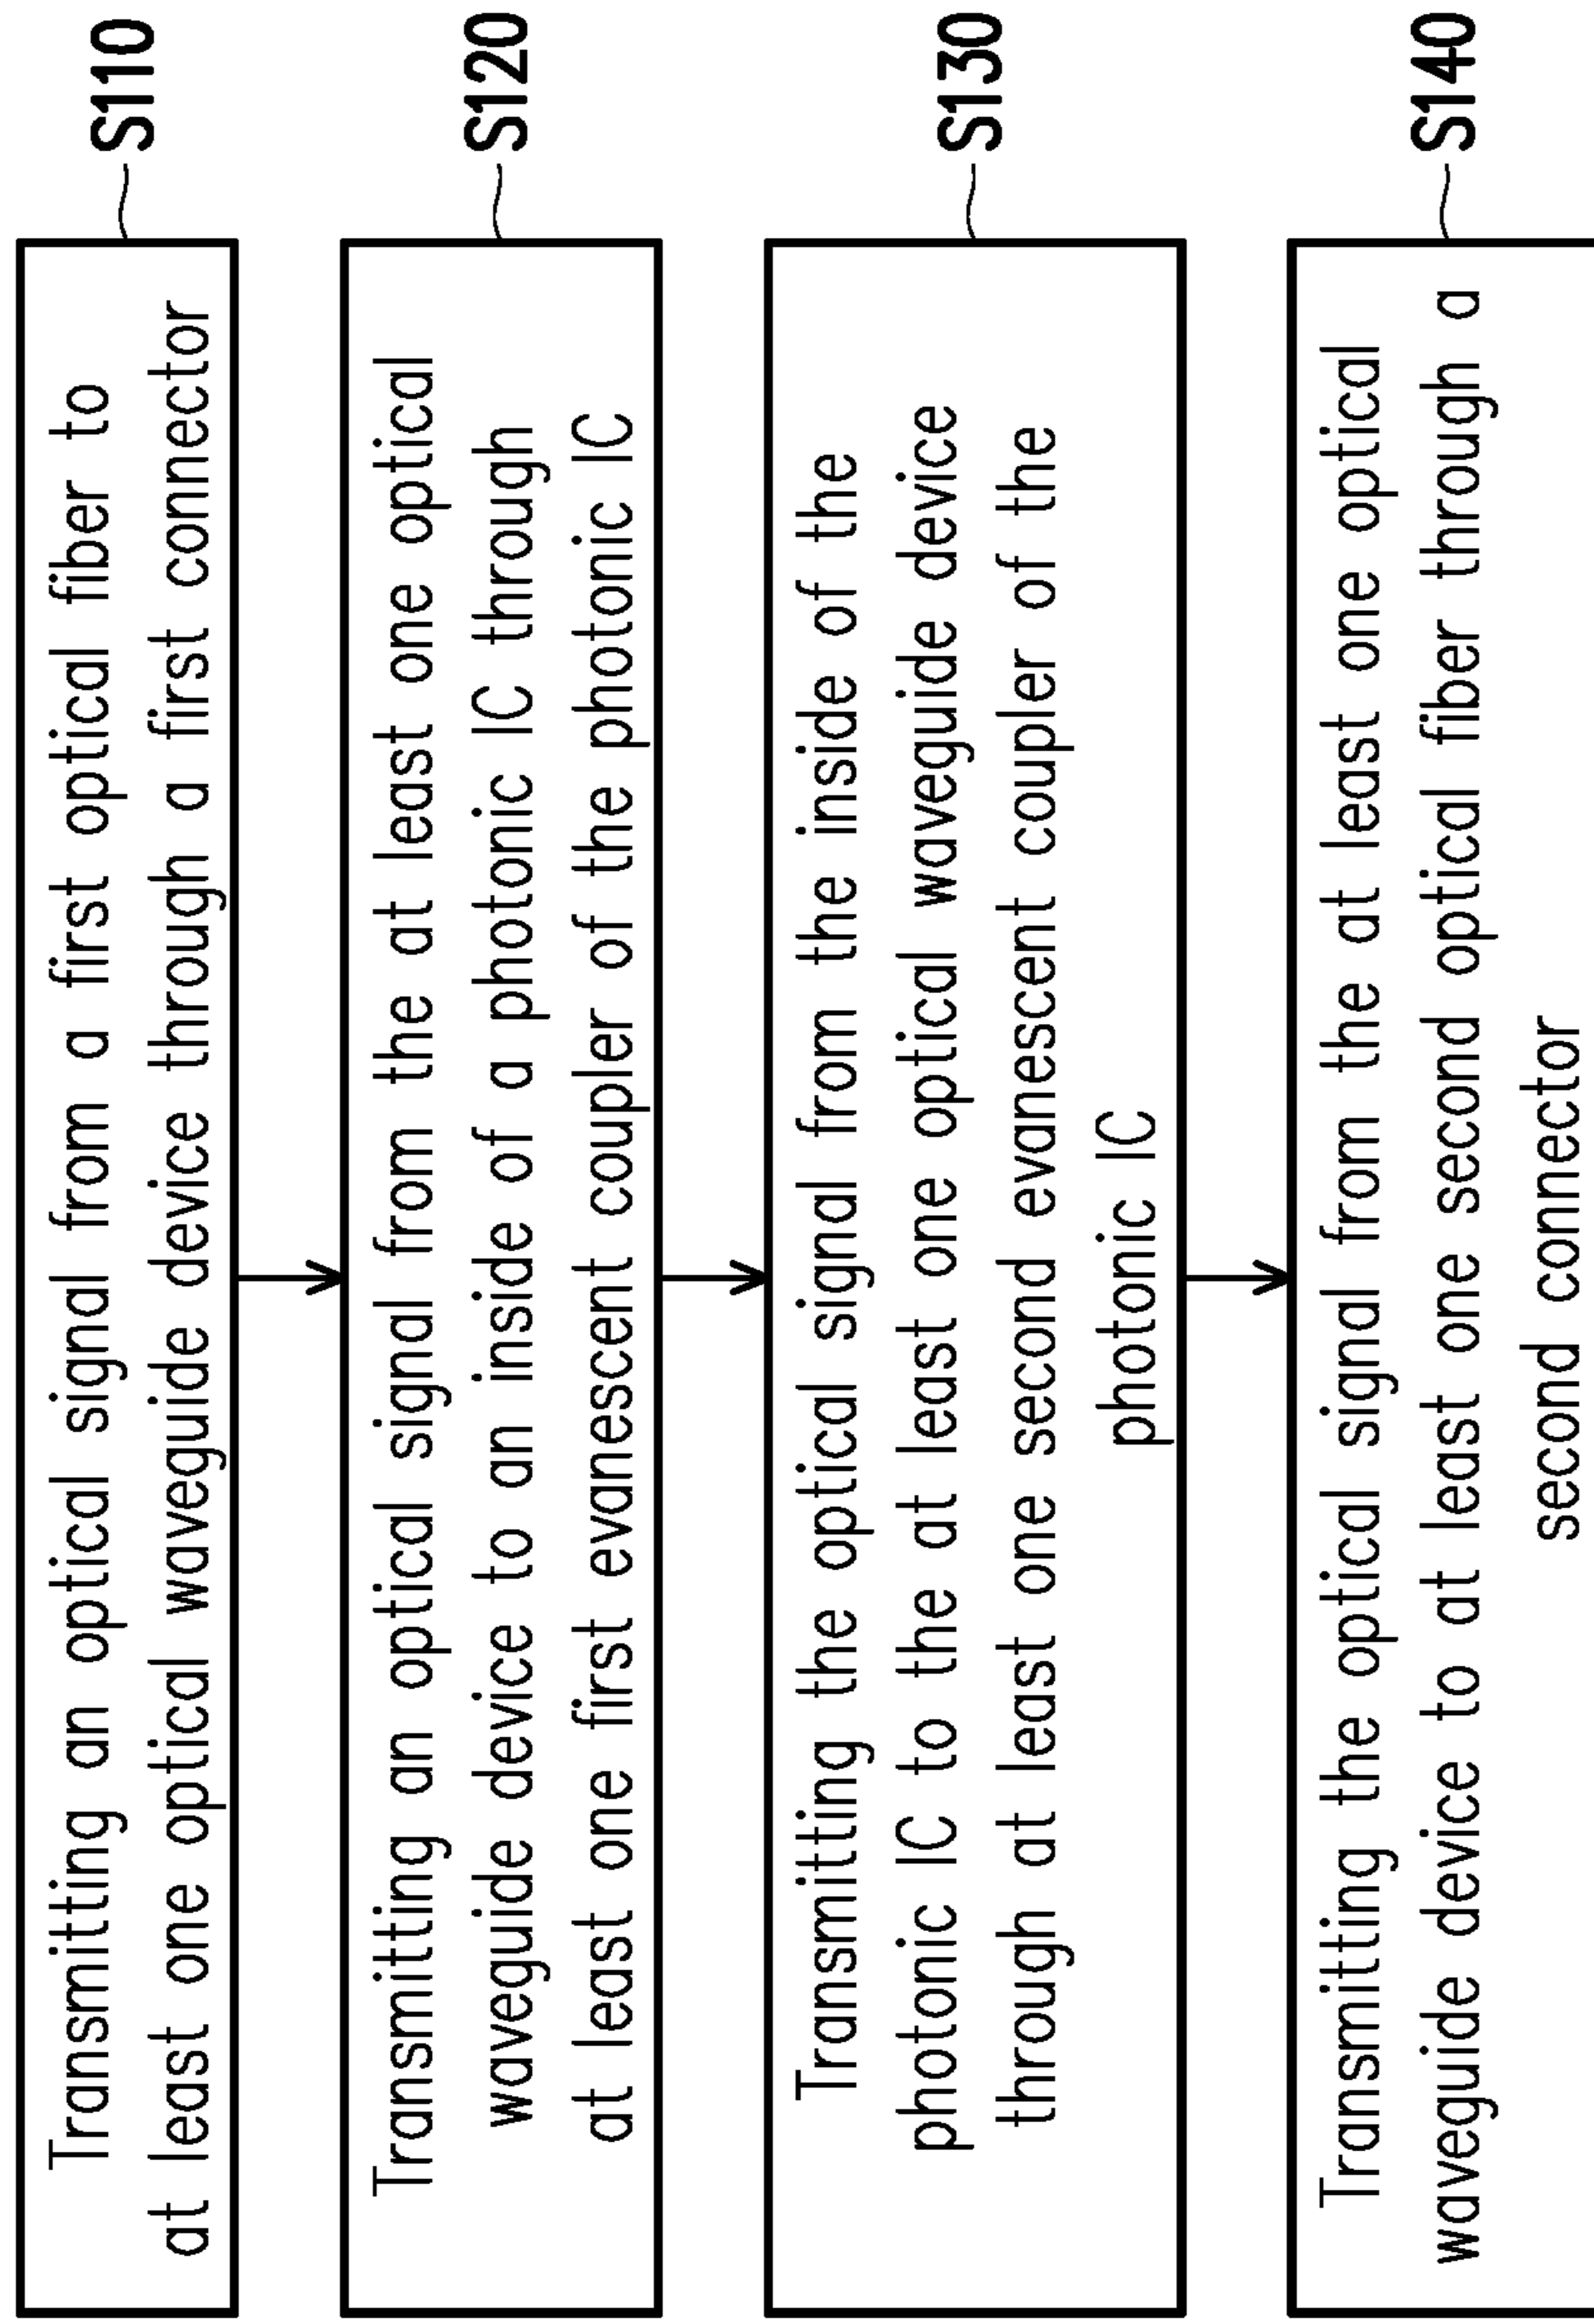 Transmitting an optical signal from a first optical fiber to
at least one optical waveguide device through a first connector
S110
Transmitting an optical signal from the at least one optical
waveguide device to an inside of a photonic IC through
at least one first evanescent coupler of the photonic IC
S120
Transmitting the optical signal from the inside of the
photonic IC to the at least one optical waveguide device
through at least one second evanescent coupler of the
photonic IC
S130
Transmitting the optical signal from the at least one optical
waveguide device to at least one second optical fiber through a
second connector
S140